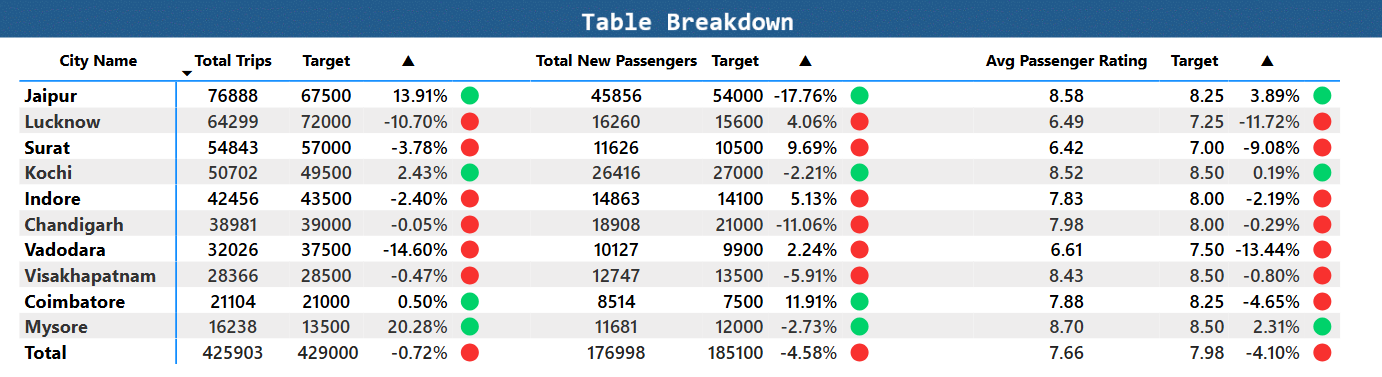 Table Breakdown
City Name Total Trips Target ▲ Total New Passengers Target ▲ Avg Passenger Rating Target ▲
Jaipur 76888 67500 13.91% 45856 54000 -17.76% 8.58 8.25 3.89%
Lucknow 64299 72000 -10.70% 16260 15600 4.06% 6.49 7.25 -11.72%
Surat 54843 57000 -3.78% 11626 10500 9.69% 6.42 7.00 -9.08%
Kochi 50702 49500 2.43% 26416 27000 -2.21% 8.52 8.50 0.19%
Indore 42456 43500 -2.40% 14863 14100 5.13% 7.83 8.00 -2.19%
Chandigarh 38981 39000 -0.05% 18908 21000 -11.06% 7.98 8.00 -0.29%
Vadodara 32026 37500 -14.60% 10127 9900 2.24% 6.61 7.50 -13.44%
Visakhapatnam 28366 28500 -0.47% 12747 13500 -5.91% 8.43 8.50 -0.80%
Coimbatore 21104 21000 0.50% 8514 7500 11.91% 7.88 8.25 -4.65%
Mysore 16238 13500 20.28% 11681 12000 -2.73% 8.70 8.50 2.31%
Total 425903 429000 -0.72% 176998 185100 -4.58% 7.66 7.98 -4.10%